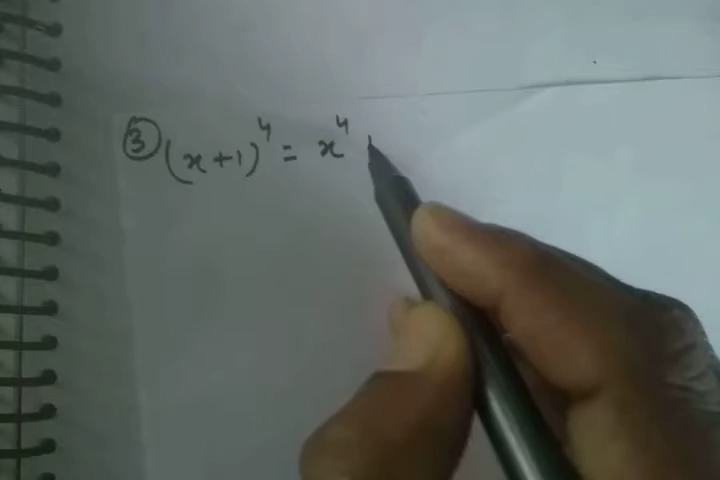 ③ (x+1)⁴ = x⁴